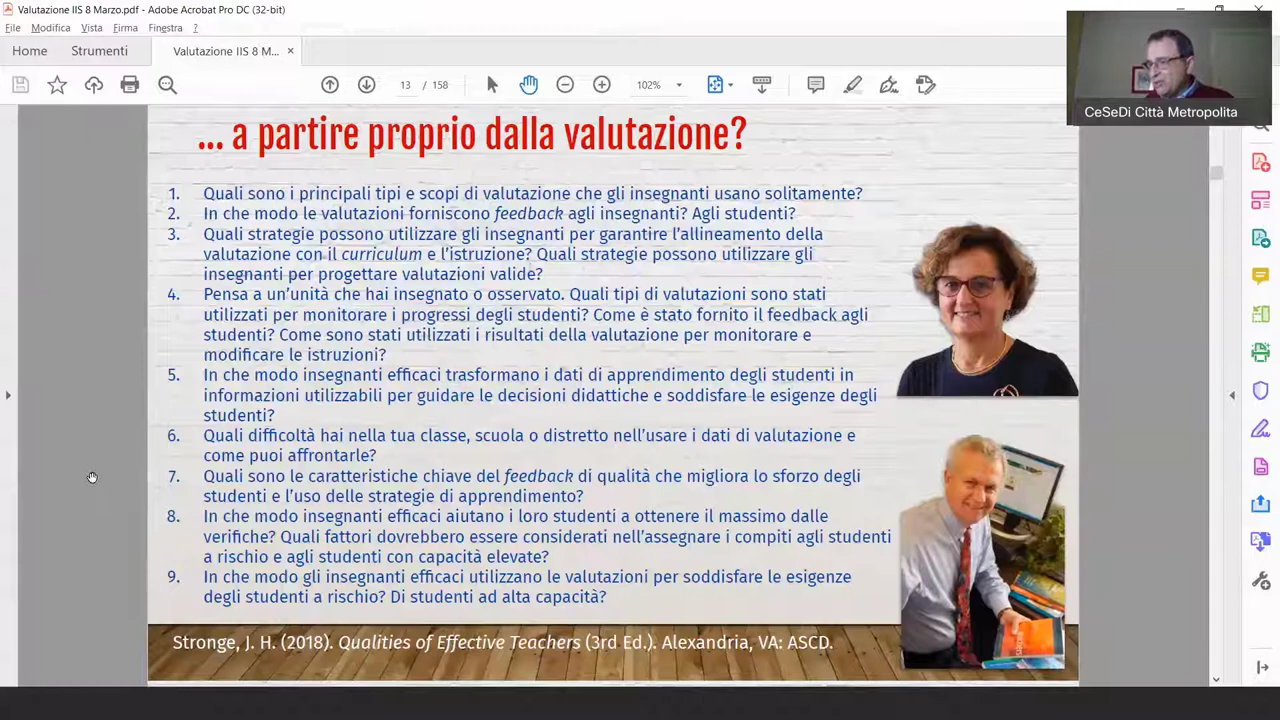 Valutazione IIS 8 Marzo.pdf - Adobe Acrobat Pro DC (32-bit)
File Modifica Vista Firma Finestra ?
Home Strumenti Valutazione IIS 8 M... ×
13 / 158 102%
CeSeDi Città Metropolita
... a partire proprio dalla valutazione?
1. Quali sono i principali tipi e scopi di valutazione che gli insegnanti usano solitamente?
2. In che modo le valutazioni forniscono feedback agli insegnanti? Agli studenti?
3. Quali strategie possono utilizzare gli insegnanti per garantire l'allineamento della
valutazione con il curriculum e l'istruzione? Quali strategie possono utilizzare gli
insegnanti per progettare valutazioni valide?
4. Pensa a un'unità che hai insegnato o osservato. Quali tipi di valutazioni sono stati
utilizzati per monitorare i progressi degli studenti? Come è stato fornito il feedback agli
studenti? Come sono stati utilizzati i risultati della valutazione per monitorare e
modificare le istruzioni?
5. In che modo insegnanti efficaci trasformano i dati di apprendimento degli studenti in
informazioni utilizzabili per guidare le decisioni didattiche e soddisfare le esigenze degli
studenti?
6. Quali difficoltà hai nella tua classe, scuola o distretto nell'usare i dati di valutazione e
come puoi affrontarle?
7. Quali sono le caratteristiche chiave del feedback di qualità che migliora lo sforzo degli
studenti e l'uso delle strategie di apprendimento?
8. In che modo insegnanti efficaci aiutano i loro studenti a ottenere il massimo dalle
verifiche? Quali fattori dovrebbero essere considerati nell'assegnare i compiti agli studenti
a rischio e agli studenti con capacità elevate?
9. In che modo gli insegnanti efficaci utilizzano le valutazioni per soddisfare le esigenze
degli studenti a rischio? Di studenti ad alta capacità?
Stronge, J. H. (2018). Qualities of Effective Teachers (3rd Ed.). Alexandria, VA: ASCD.